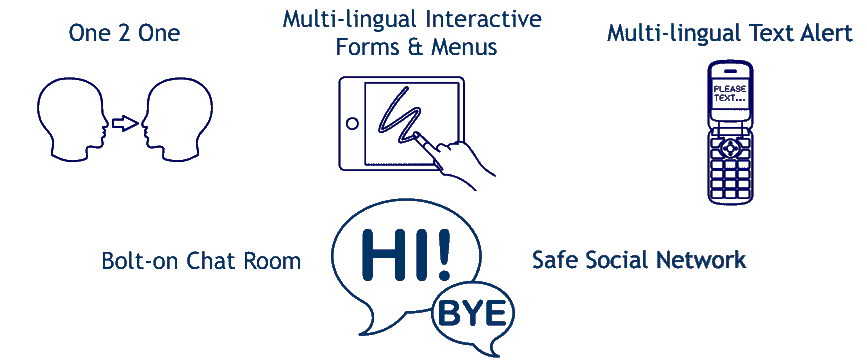 One 2 One
Multi-lingual Interactive
Forms & Menus
Multi-lingual Text Alert
PLEASE
TEXT...
Bolt-on Chat Room
HI!
BYE
Safe Social Network